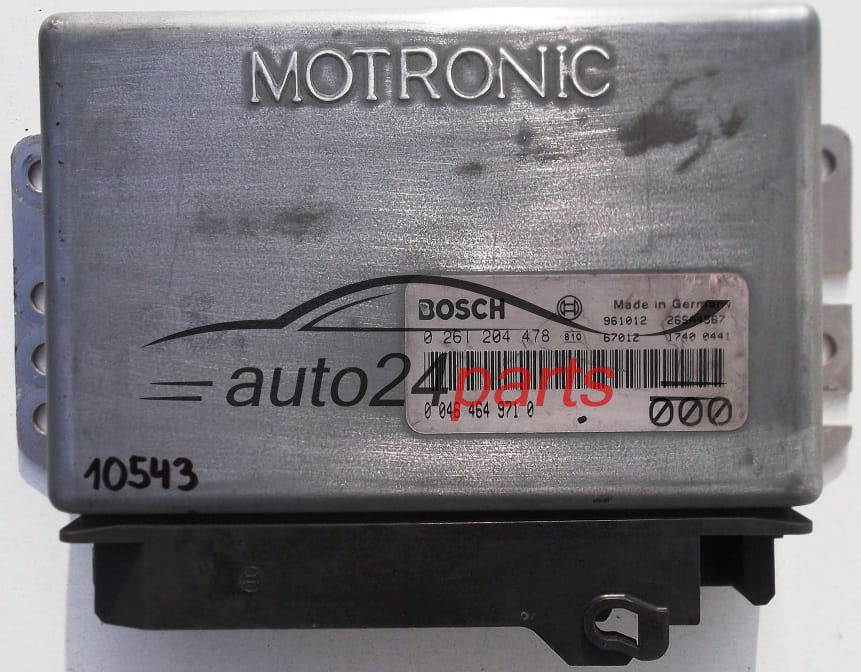 MOTRONIC
BOSCH
Made in Germany
961012 26SA4567
0 261 204 478 810 67012 1740 0441
auto24parts
0 046 464 971 0
000
10543